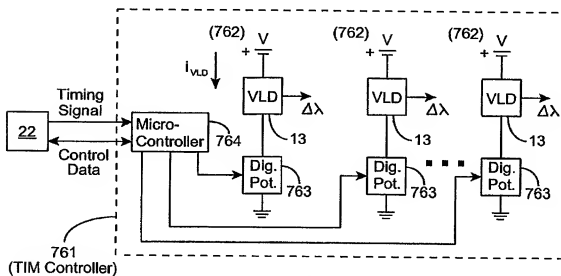 (762) V
+
(762) V
+
(762) V
+
i VLD
VLD
Δλ
VLD
Δλ
VLD
Δλ
Timing
Signal
22
Micro-
Controller
764
13
13
13
Control
Data
Dig.
Pot.
763
Dig.
Pot.
763
Dig.
Pot.
763
761
(TIM Controller)